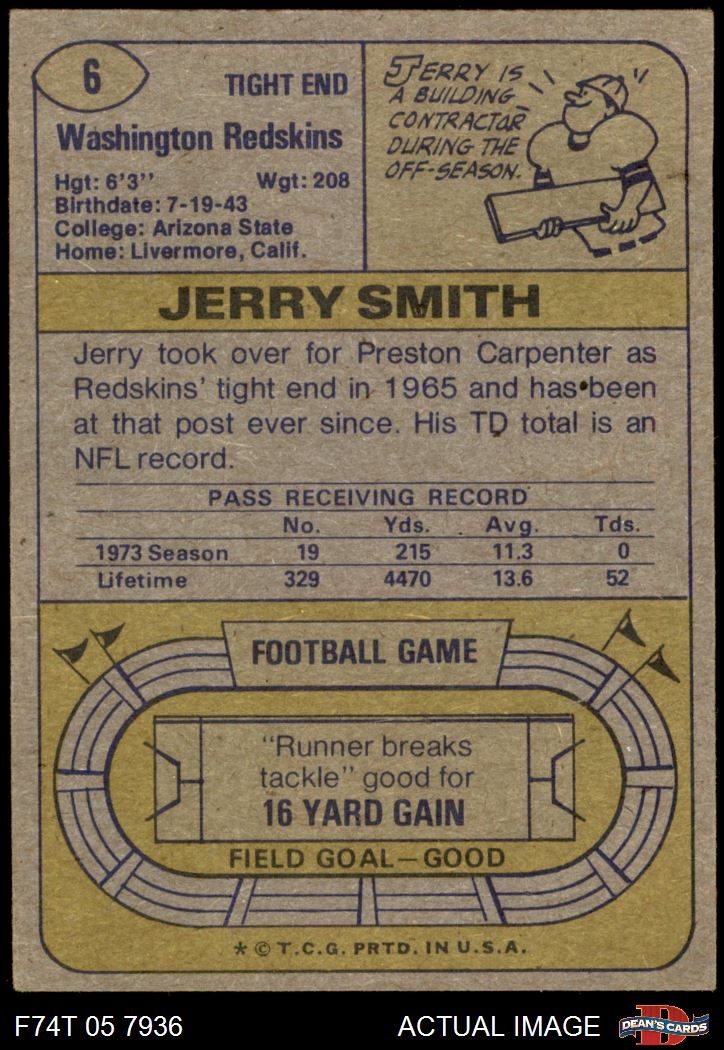 6
TIGHT END
Washington Redskins
Hgt: 6'3'' Wgt: 208
Birthdate: 7-19-43
College: Arizona State
Home: Livermore, Calif.
JERRY IS
A BUILDING
CONTRACTOR
DURING THE
OFF-SEASON.
JERRY SMITH
Jerry took over for Preston Carpenter as
Redskins' tight end in 1965 and has been
at that post ever since. His TD total is an
NFL record.
PASS RECEIVING RECORD
No. Yds. Avg. Tds.
1973 Season 19 215 11.3 0
Lifetime 329 4470 13.6 52
FOOTBALL GAME
"Runner breaks
tackle" good for
16 YARD GAIN
FIELD GOAL—GOOD
* © T.C.G. PRTD. IN U.S.A.
F74T 05 7936
ACTUAL IMAGE
D
DEAN'S CARDS